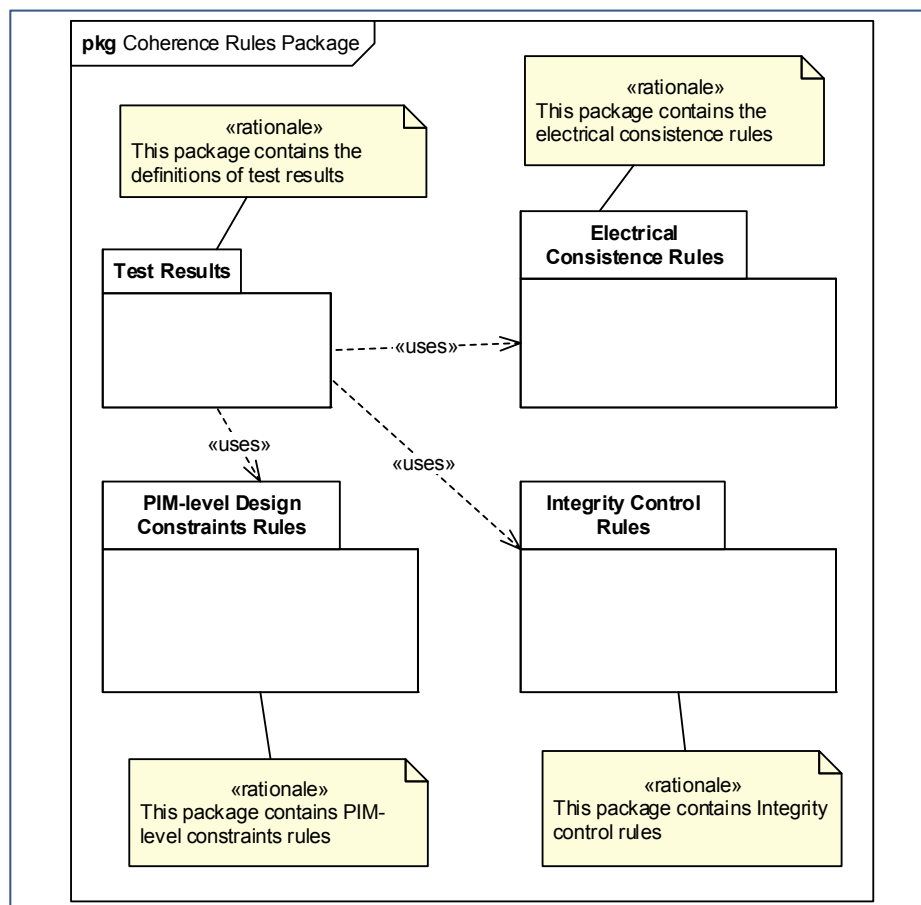 pkg Coherence Rules Package
«rationale»
This package contains the
definitions of test results
«rationale»
This package contains the
electrical consistence rules
Test Results
Electrical
Consistence Rules
«uses»
«uses»
«uses»
PIM-level Design
Constraints Rules
Integrity Control
Rules
«rationale»
This package contains PIM-
level constraints rules
«rationale»
This package contains Integrity
control rules